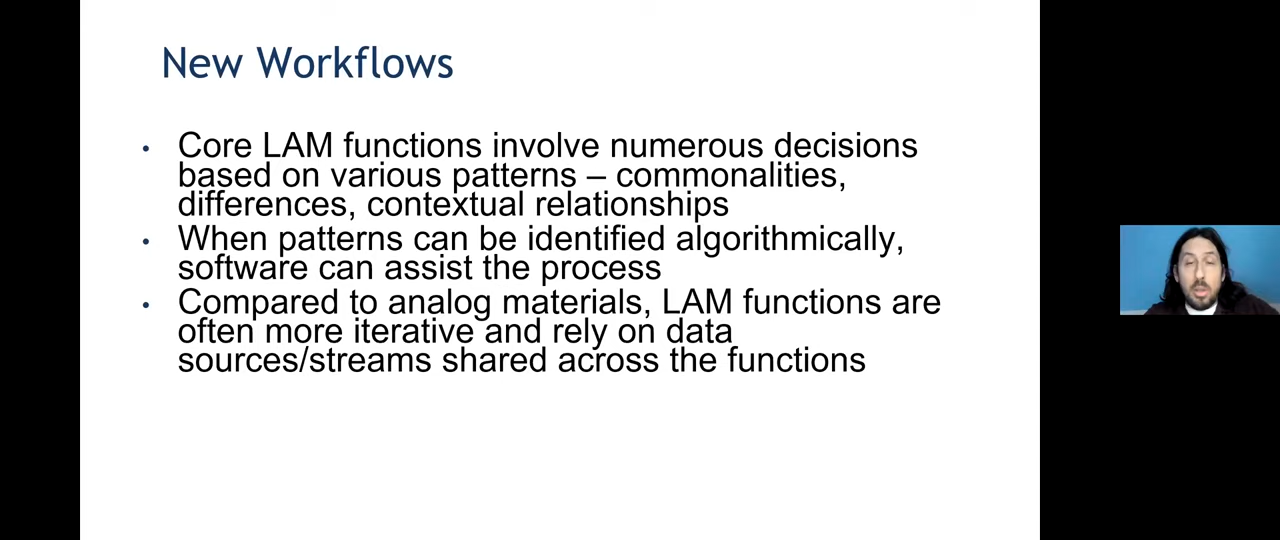 New Workflows
• Core LAM functions involve numerous decisions
based on various patterns – commonalities,
differences, contextual relationships
• When patterns can be identified algorithmically,
software can assist the process
• Compared to analog materials, LAM functions are
often more iterative and rely on data
sources/streams shared across the functions